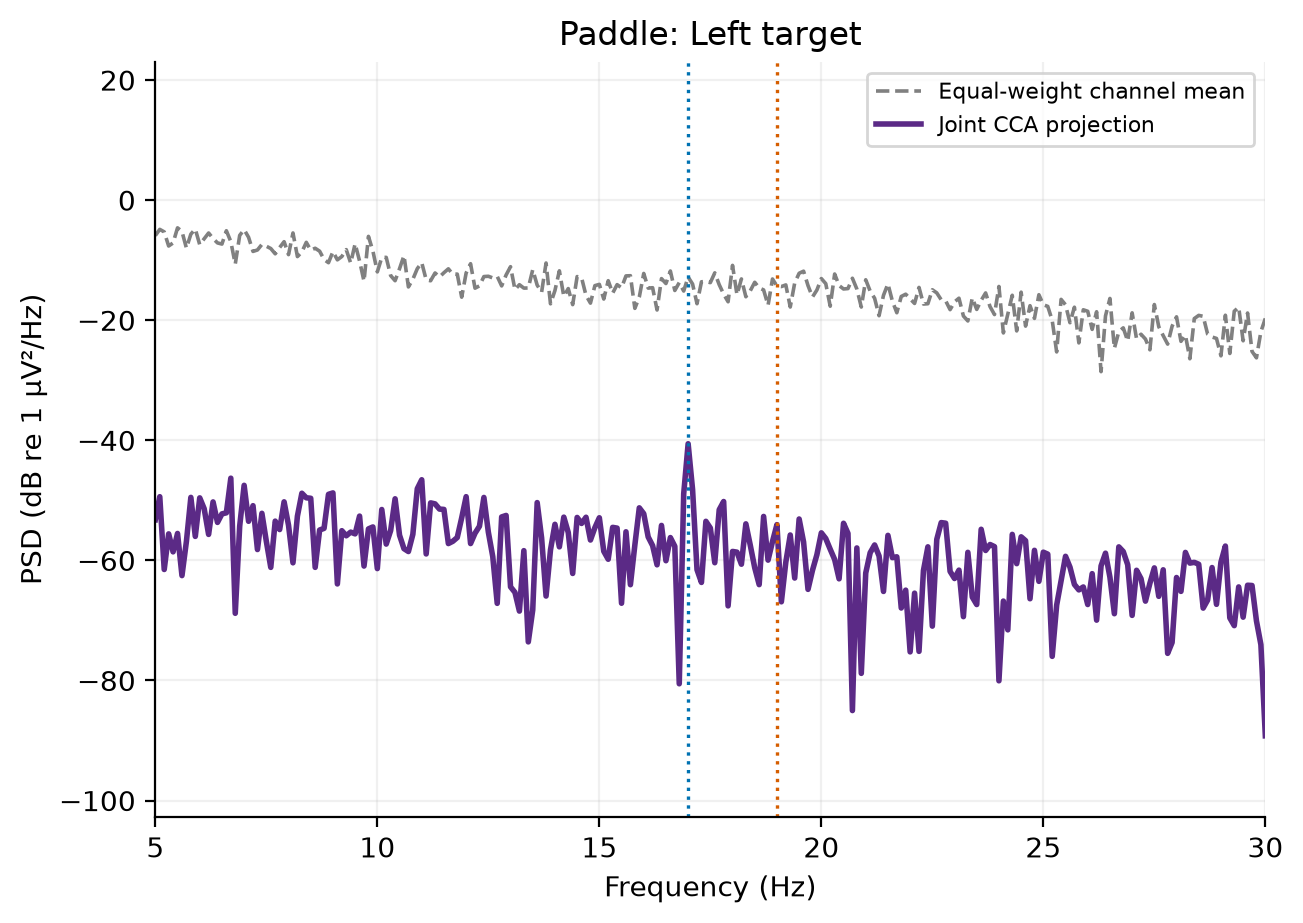 Paddle: Left target
Equal-weight channel mean
Joint CCA projection
PSD (dB re 1 µV²/Hz)
20
0
−20
−40
−60
−80
−100
5
10
15
20
25
30
Frequency (Hz)